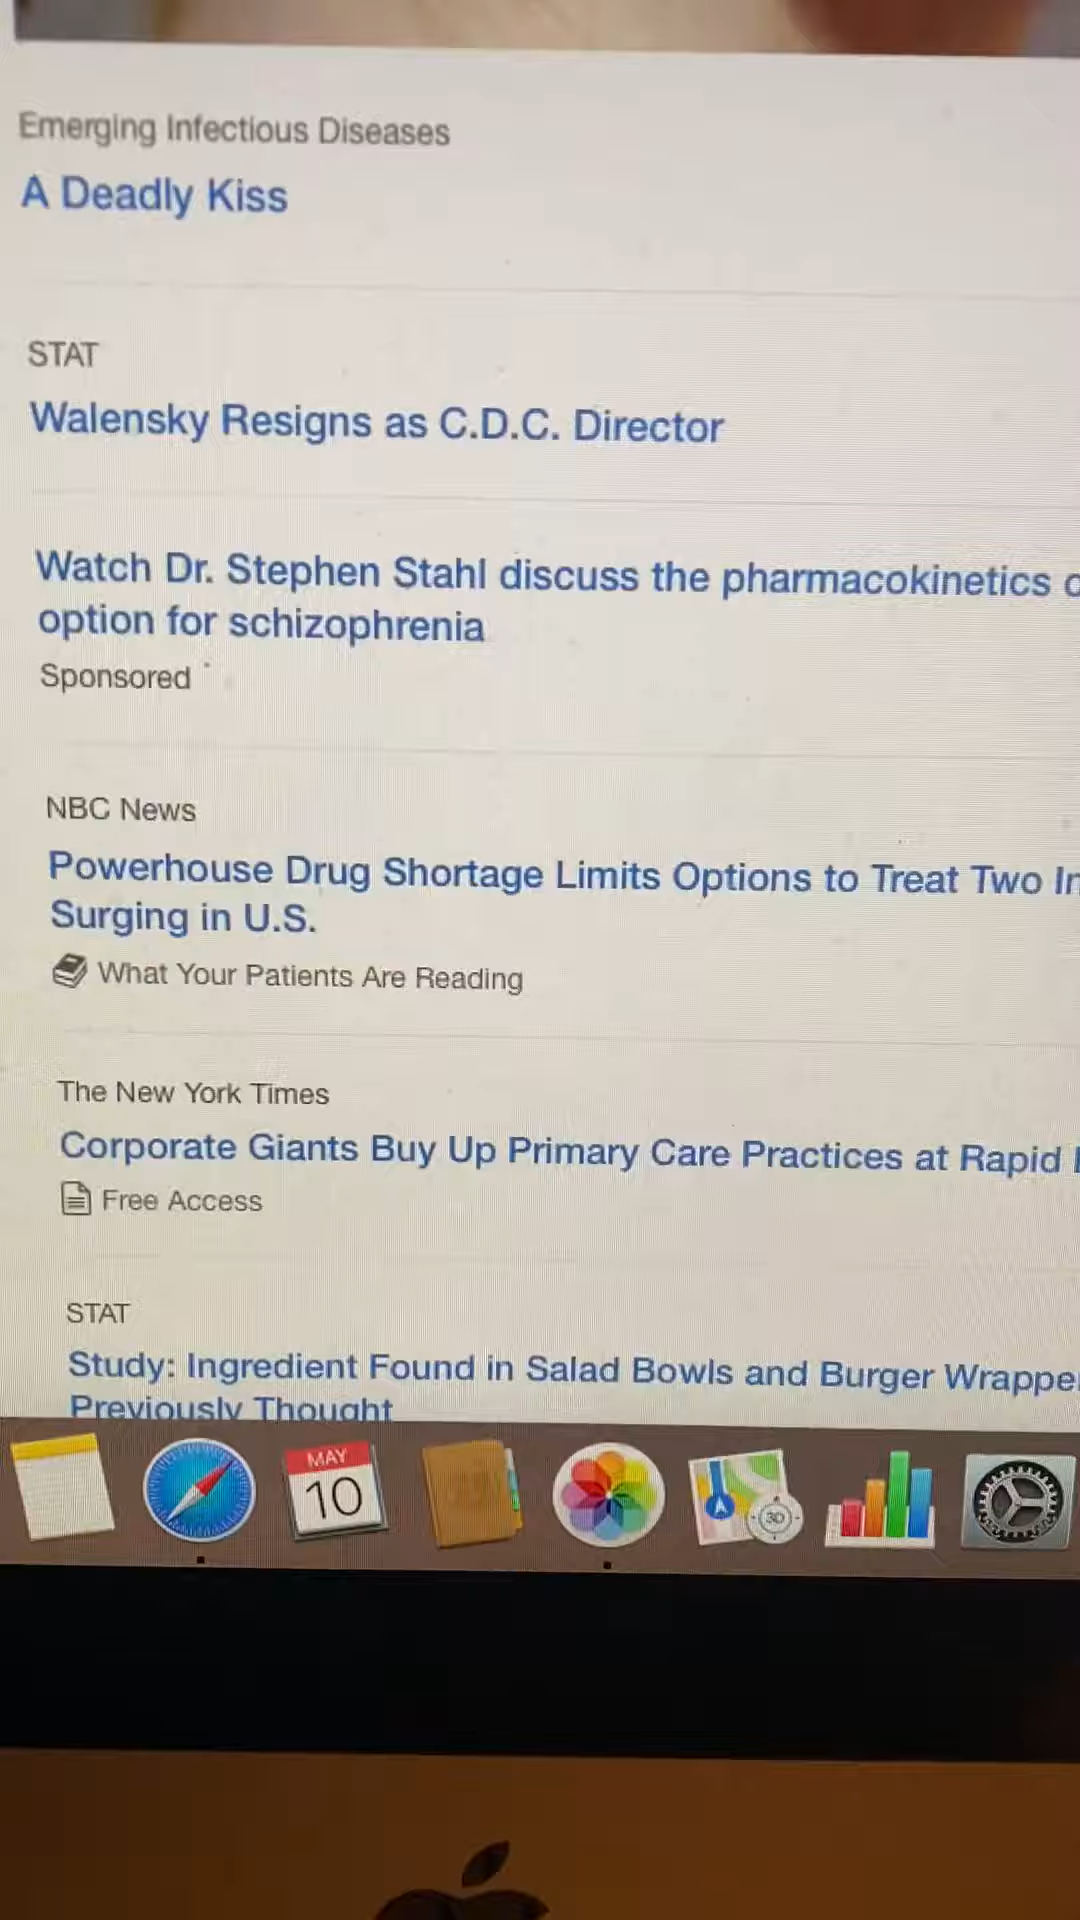 Emerging Infectious Diseases
A Deadly Kiss
STAT
Walensky Resigns as C.D.C. Director
Watch Dr. Stephen Stahl discuss the pharmacokinetics
option for schizophrenia
Sponsored
NBC News
Powerhouse Drug Shortage Limits Options to Treat Two
Surging in U.S.
What Your Patients Are Reading
The New York Times
Corporate Giants Buy Up Primary Care Practices at Rapid
Free Access
STAT
Study: Ingredient Found in Salad Bowls and Burger
Previously Thought
MAY
10
3D